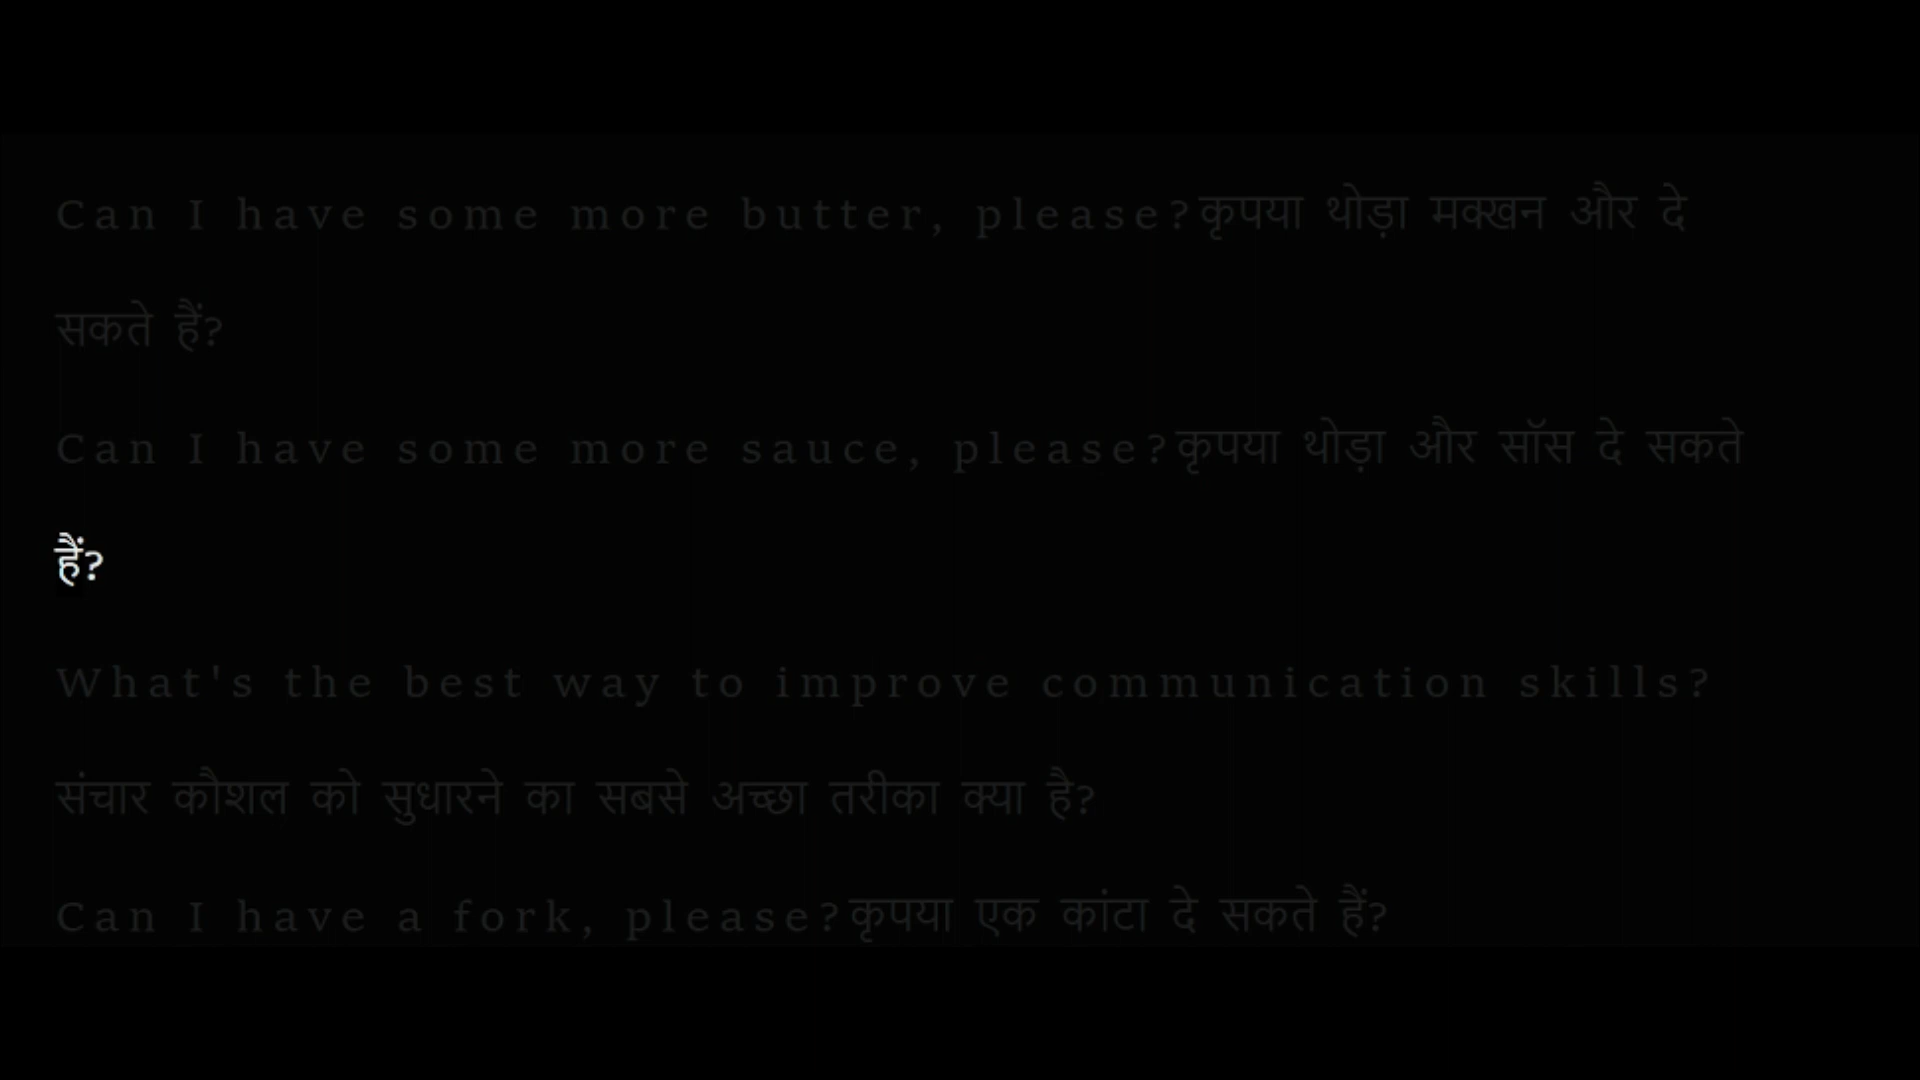 Can I have some more butter, please?कृपया थोड़ा मक्खन और दे
सकते हैं?
Can I have some more sauce, please?कृपया थोड़ा और सॉस दे सकते
हैं?
What's the best way to improve communication skills?
संचार कौशल को सुधारने का सबसे अच्छा तरीका क्या है?
Can I have a fork, please?कृपया एक कांटा दे सकते हैं?